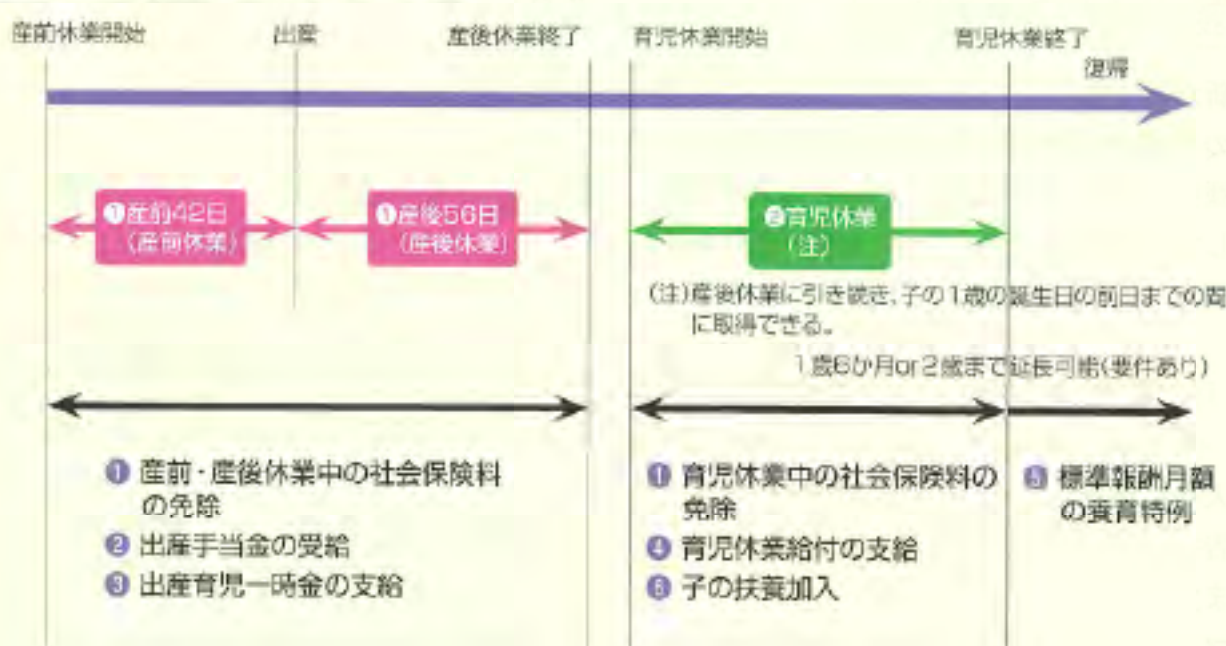 産前休業開始
出産
産後休業終了
育児休業開始
育児休業終了
復帰
❶産前42日
(産前休業)
❶産後56日
(産後休業)
❷育児休業
(注)
(注)産後休業に引き続き、子の1歳の誕生日の前日までの間
に取得できる。
1歳6か月or2歳まで延長可能(要件あり)
❶ 産前・産後休業中の社会保険料
の免除
❷ 出産手当金の受給
❸ 出産育児一時金の支給
❶ 育児休業中の社会保険料の
免除
❹ 育児休業給付の支給
❻ 子の扶養加入
❺ 標準報酬月額
の養育特例